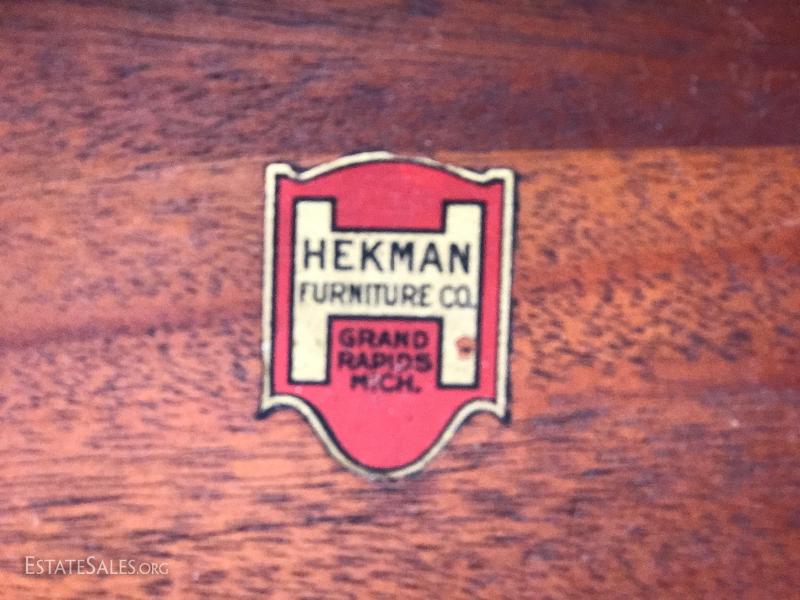 HEKMAN
FURNITURE CO.
GRAND
RAPIDS
MICH.
ESTATESALES.ORG